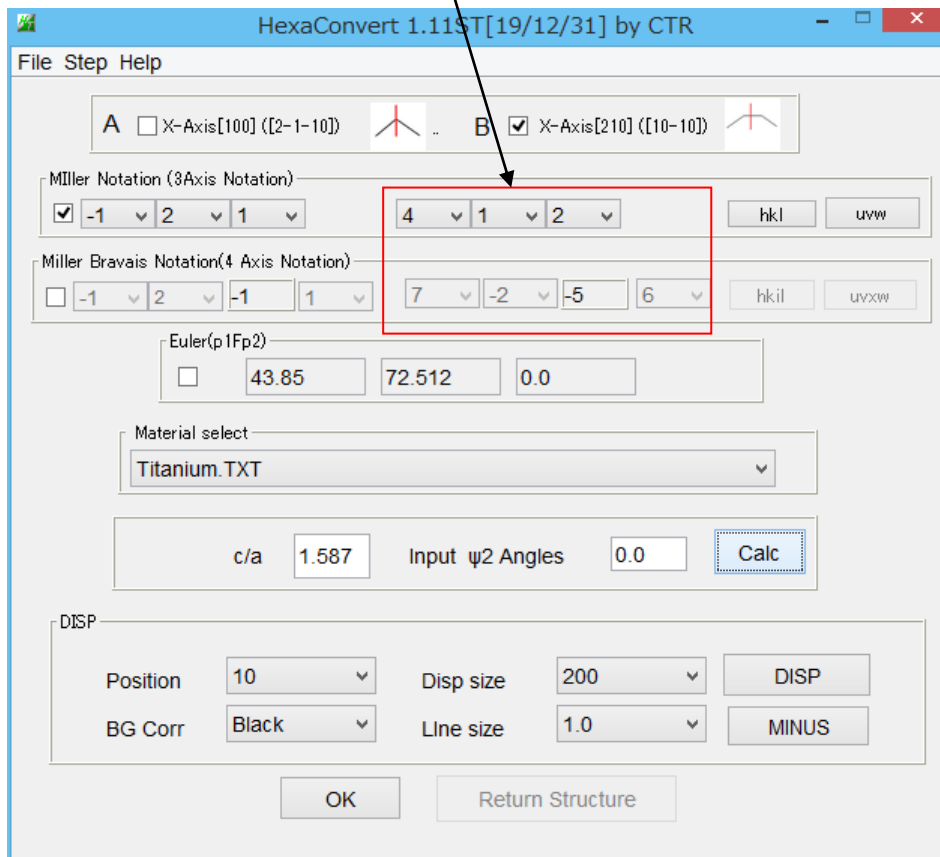 HexaConvert 1.11ST[19/12/31] by CTR
File Step Help
A X-Axis[100] ([2-1-10]) .. B X-Axis[210] ([10-10])
MIller Notation (3Axis Notation)
-1 2 1 4 1 2 hkl uvw
Miller Bravais Notation(4 Axis Notation)
-1 2 -1 1 7 -2 -5 6 hkil uvxw
Euler(p1Fp2)
43.85 72.512 0.0
Material select
Titanium.TXT
c/a 1.587 Input ψ2 Angles 0.0 Calc
DISP
Position 10 Disp size 200 DISP
BG Corr Black LIne size 1.0 MINUS
OK Return Structure